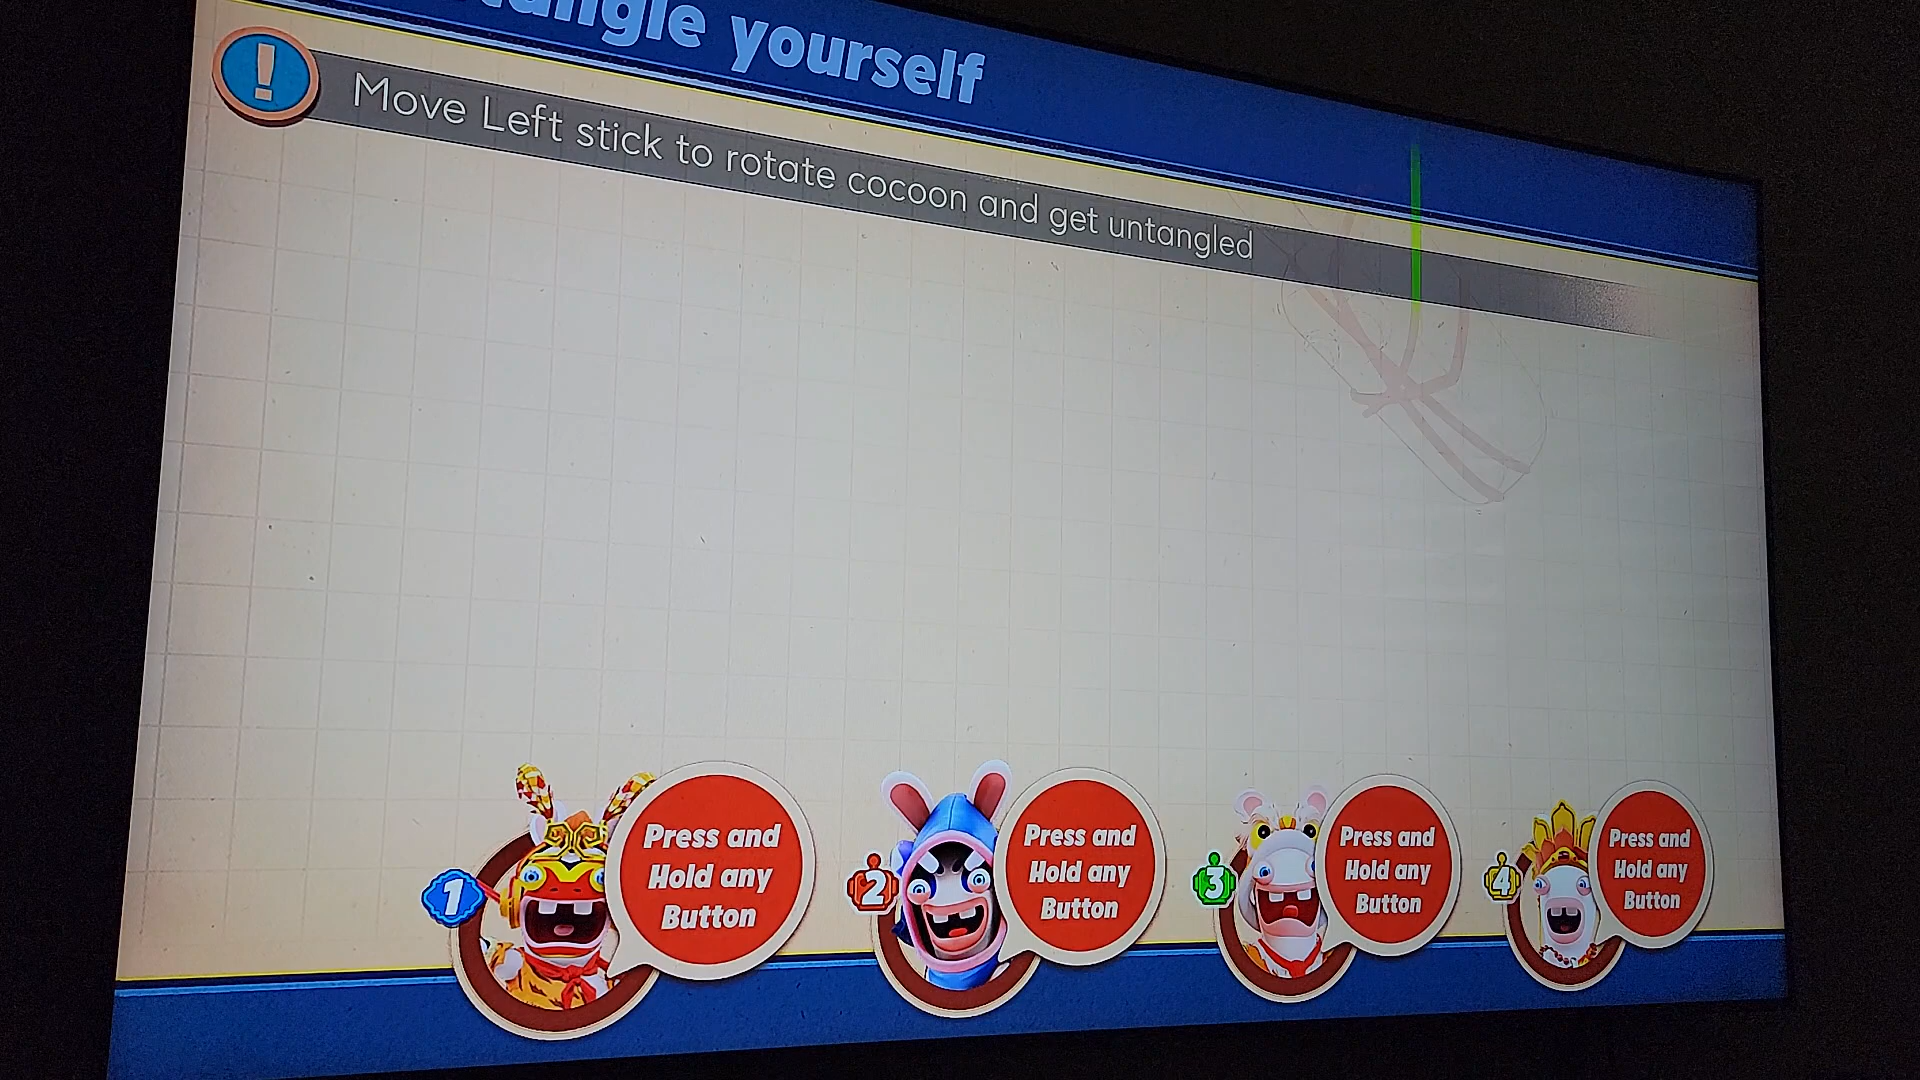 yourself
!
Move Left stick to rotate cocoon and get untangled
1
Press and
Hold any
Button
2
Press and
Hold any
Button
3
Press and
Hold any
Button
4
Press and
Hold any
Button